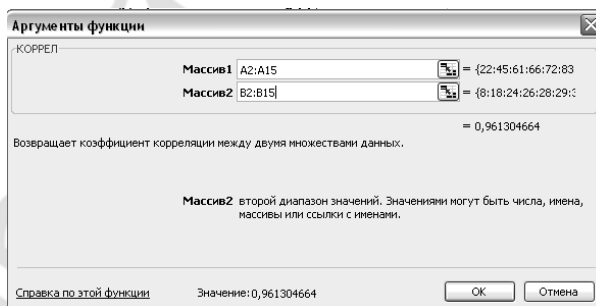 Аргументы функции
КОРРЕЛ
Массив1 A2:A15 = {22:45:61:66:72:83
Массив2 B2:B15 = {8:18:24:26:28:29:3
= 0,961304664
Возвращает коэффициент корреляции между двумя множествами данных.
Массив2 второй диапазон значений. Значениями могут быть числа, имена,
массивы или ссылки с именами.
Справка по этой функции Значение:0,961304664 ОК Отмена